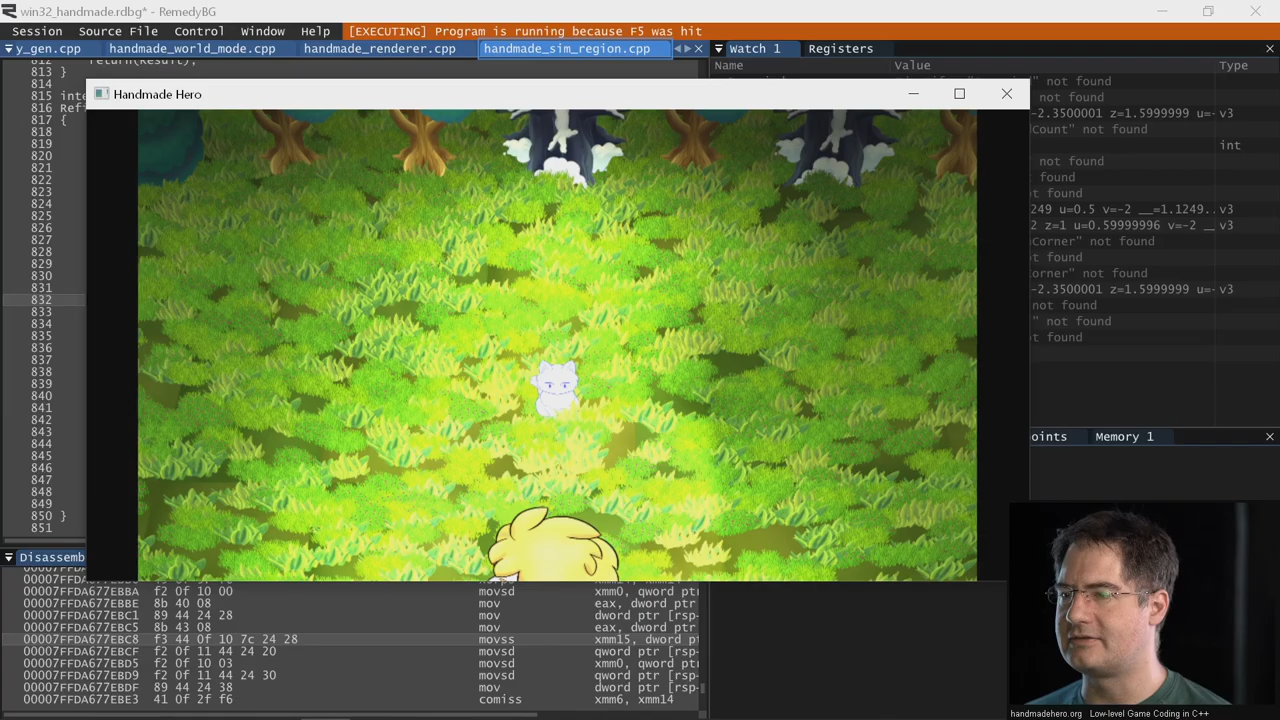 win32_handmade.rdbg* - RemedyBG
Session Source File Control Window Help [EXECUTING] Program is running because F5 was hit
y_gen.cpp handmade_world_mode.cpp handmade_renderer.cpp handmade_sim_region.cpp
Watch 1 Registers
Name Value Type
813 }
814
815 inte
816 Refl
817 {
818
819
820
821
822
823
824
825
826
827
828
829
830
831
832
833
834
835
836
837
838
839
840
841
842
843
844
845
846
847
848
849
850 }
851
Handmade Hero
not found
not found
-2.3500001 z=1.5999999 u=- v3
Count" not found
int
not found
found
not found
249 u=0.5 v=-2 __=1.1249.. v3
2 z=1 u=0.59999996 v=-2 __ v3
Corner" not found
ot found
orner" not found
-2.3500001 z=1.5999999 u=- v3
not found
" not found
ot found
oints Memory 1
Disassemb
00007FFDA677EBBA f2 0f 10 00 movsd xmm0, qword ptr
00007FFDA677EBBE 8b 40 08 mov eax, dword ptr
00007FFDA677EBC1 89 44 24 28 mov dword ptr [rsp
00007FFDA677EBC5 8b 43 08 mov eax, dword ptr
00007FFDA677EBC8 f3 44 0f 10 7c 24 28 movss xmm15, dword pt
00007FFDA677EBCF f2 0f 11 44 24 20 movsd qword ptr [rsp
00007FFDA677EBD5 f2 0f 10 03 movsd xmm0, qword ptr
00007FFDA677EBD9 f2 0f 11 44 24 30 movsd qword ptr [rsp
00007FFDA677EBDF 89 44 24 38 mov dword ptr [rsp
00007FFDA677EBE3 41 0f 2f f6 comiss xmm6, xmm14
handmadehero.org Low-level Game Coding in C++